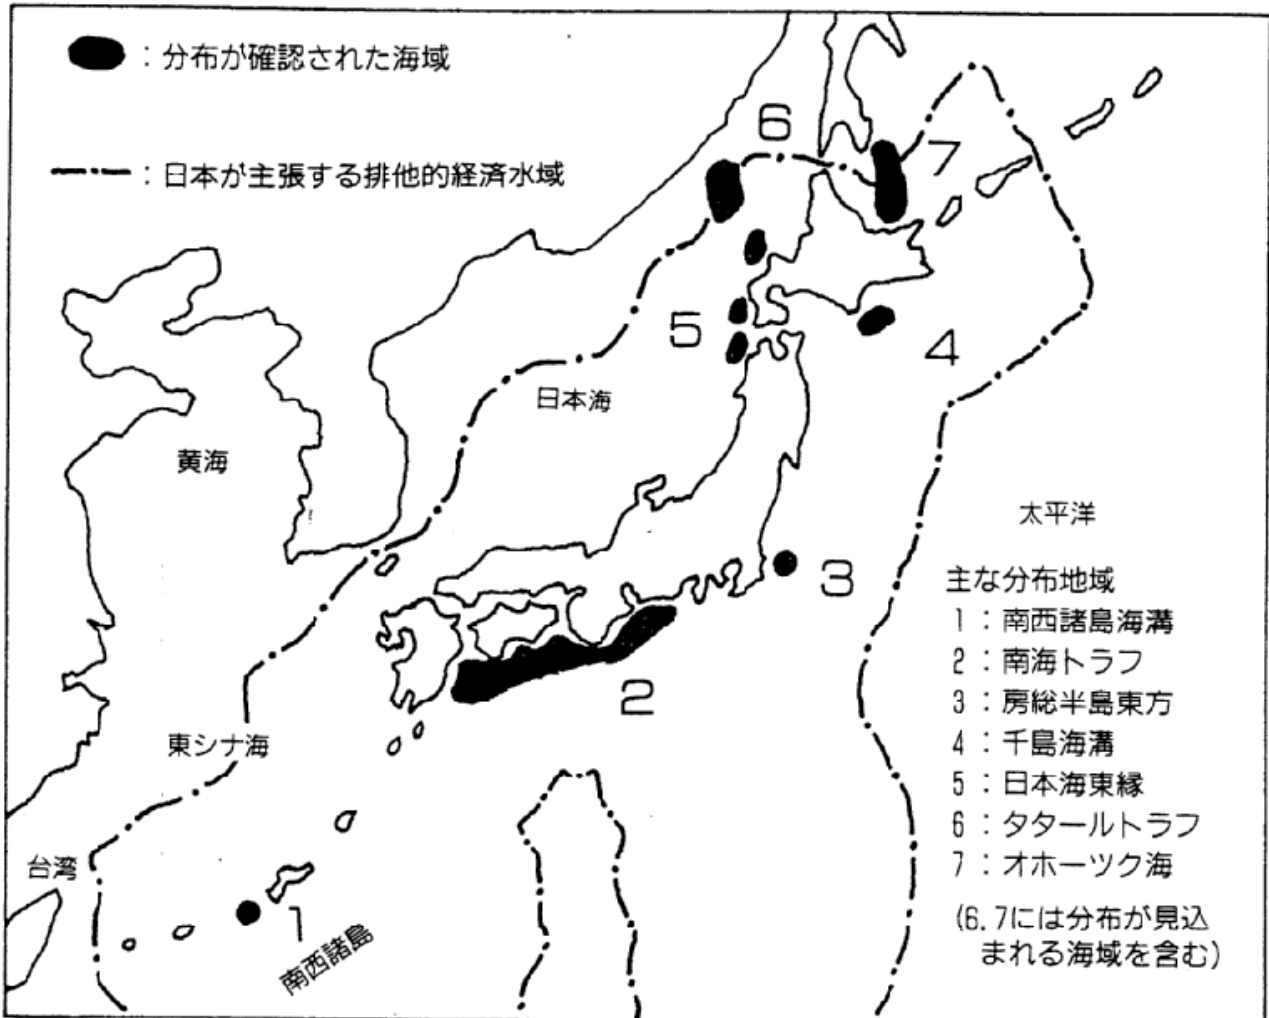 ：分布が確認された海域
：日本が主張する排他的経済水域
6
7
5
4
日本海
黄海
太平洋
3
主な分布地域
1：南西諸島海溝
2：南海トラフ
3：房総半島東方
4：千島海溝
5：日本海東縁
6：タタールトラフ
7：オホーツク海
(6.7には分布が見込
まれる海域を含む)
2
東シナ海
台湾
1
南西諸島